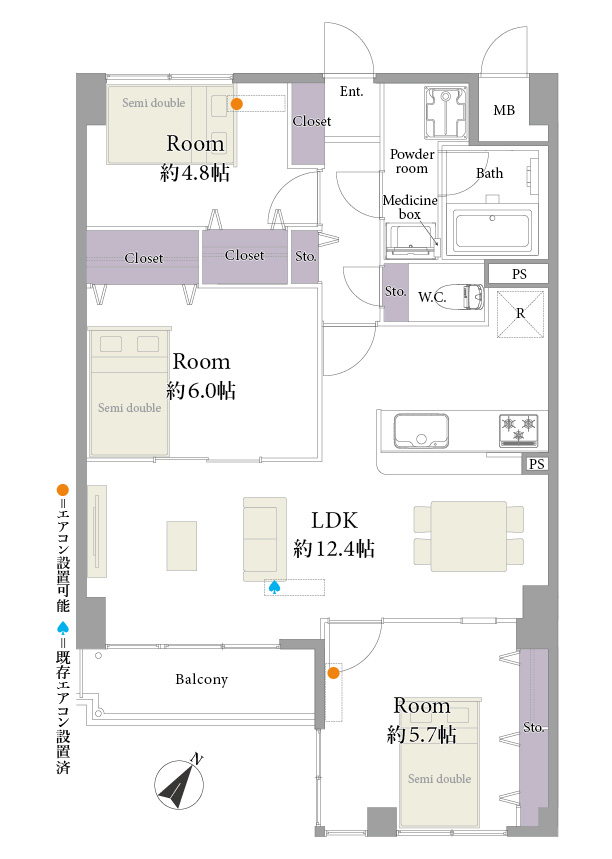 Ent.
MB
Semi double
Closet
Room
約4.8帖
Powder
room
Bath
Medicine
box
Closet
Closet
Sto.
PS
Sto.
W.C.
R
Room
約6.0帖
Semi double
PS
LDK
約12.4帖
=エアコン設置可能
=既存エアコン設置済
Balcony
Room
約5.7帖
Sto.
Semi double
N